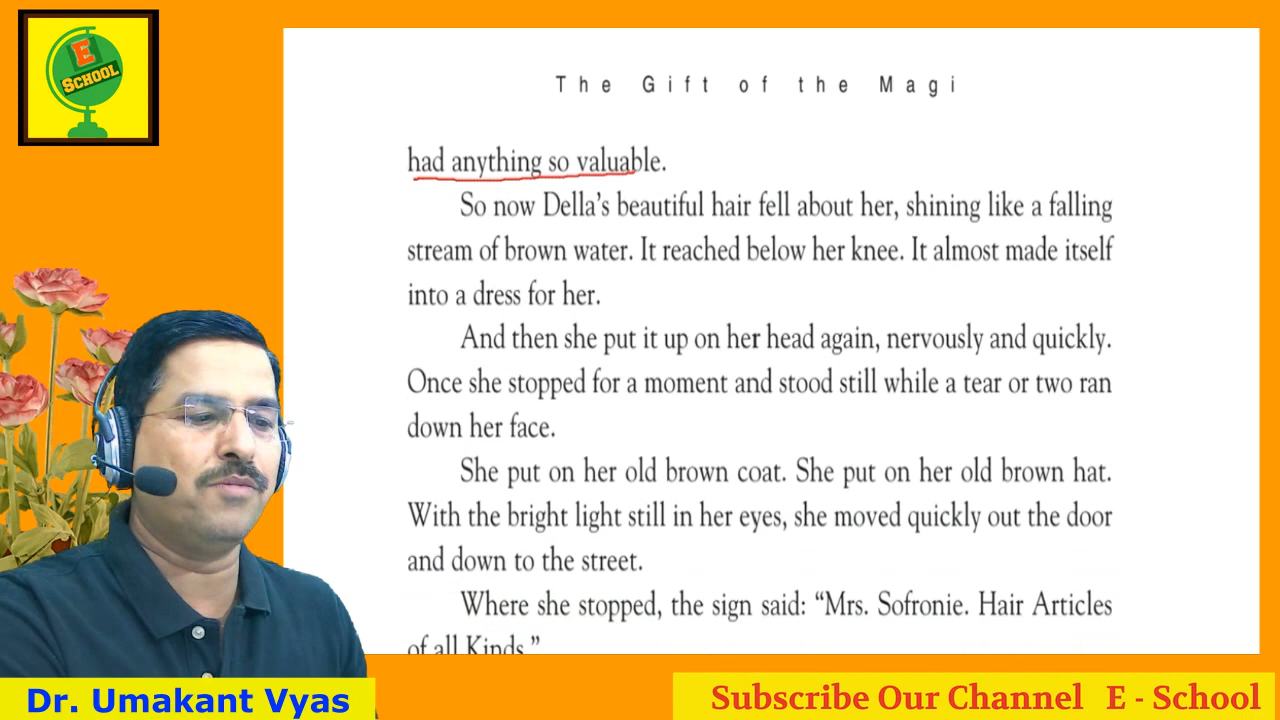 E
SCHOOL
The Gift of the Magi
had anything so valuable.
So now Della's beautiful hair fell about her, shining like a falling
stream of brown water. It reached below her knee. It almost made itself
into a dress for her.
And then she put it up on her head again, nervously and quickly.
Once she stopped for a moment and stood still while a tear or two ran
down her face.
She put on her old brown coat. She put on her old brown hat.
With the bright light still in her eyes, she moved quickly out the door
and down to the street.
Where she stopped, the sign said: “Mrs. Sofronie. Hair Articles
of all Kinds.”
Dr. Umakant Vyas
Subscribe Our Channel E - School